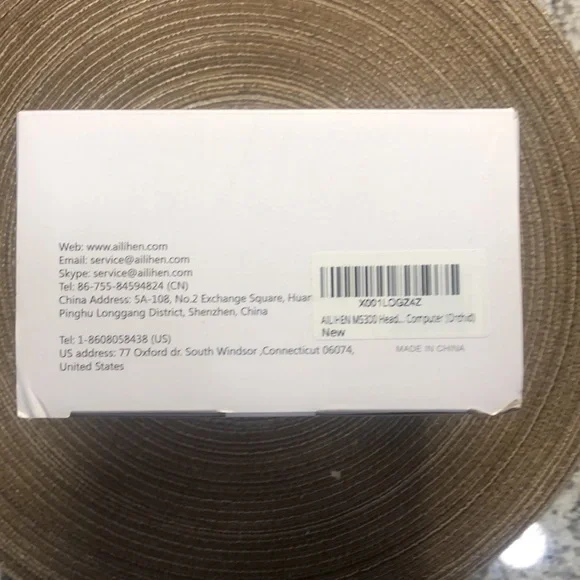 Web: www.ailihen.com
Email: service@ailihen.com
Skype: service@ailihen.com
Tel: 86-755-84594824 (CN)
China Address: 5A-108, No.2 Exchange Square, Huan
Pinghu Longgang District, Shenzhen, China
Tel: 1-8608058438 (US)
US address: 77 Oxford dr. South Windsor ,Connecticut 06074,
United States
X001LOGZ4Z
AILIHEN MS300 Head... Computer (Orchid)
New
MADE IN CHINA